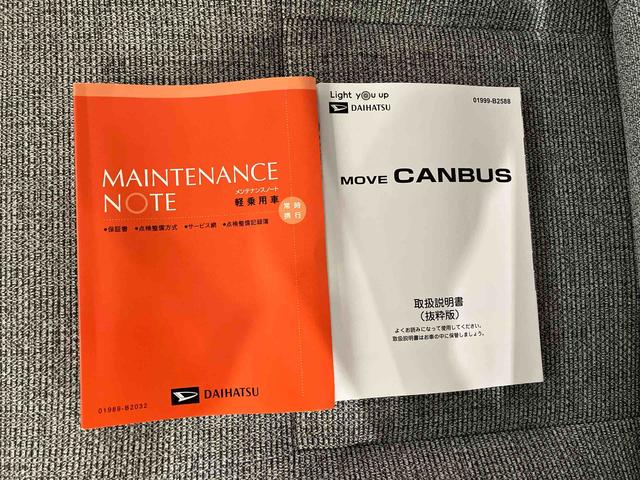 MAINTENANCE
NOTE
メンテナンスノート
軽乗用車
常時
携行
●保証書 ●点検整備方式 ●サービス網 ●点検整備記録簿
DAIHATSU
01989-B2032
Light you up
DAIHATSU
01999-B2588
MOVE CANBUS
取扱説明書
（抜粋版）
よくお読みになって使用してください。
取扱説明書はお車の中に保管しましょう。